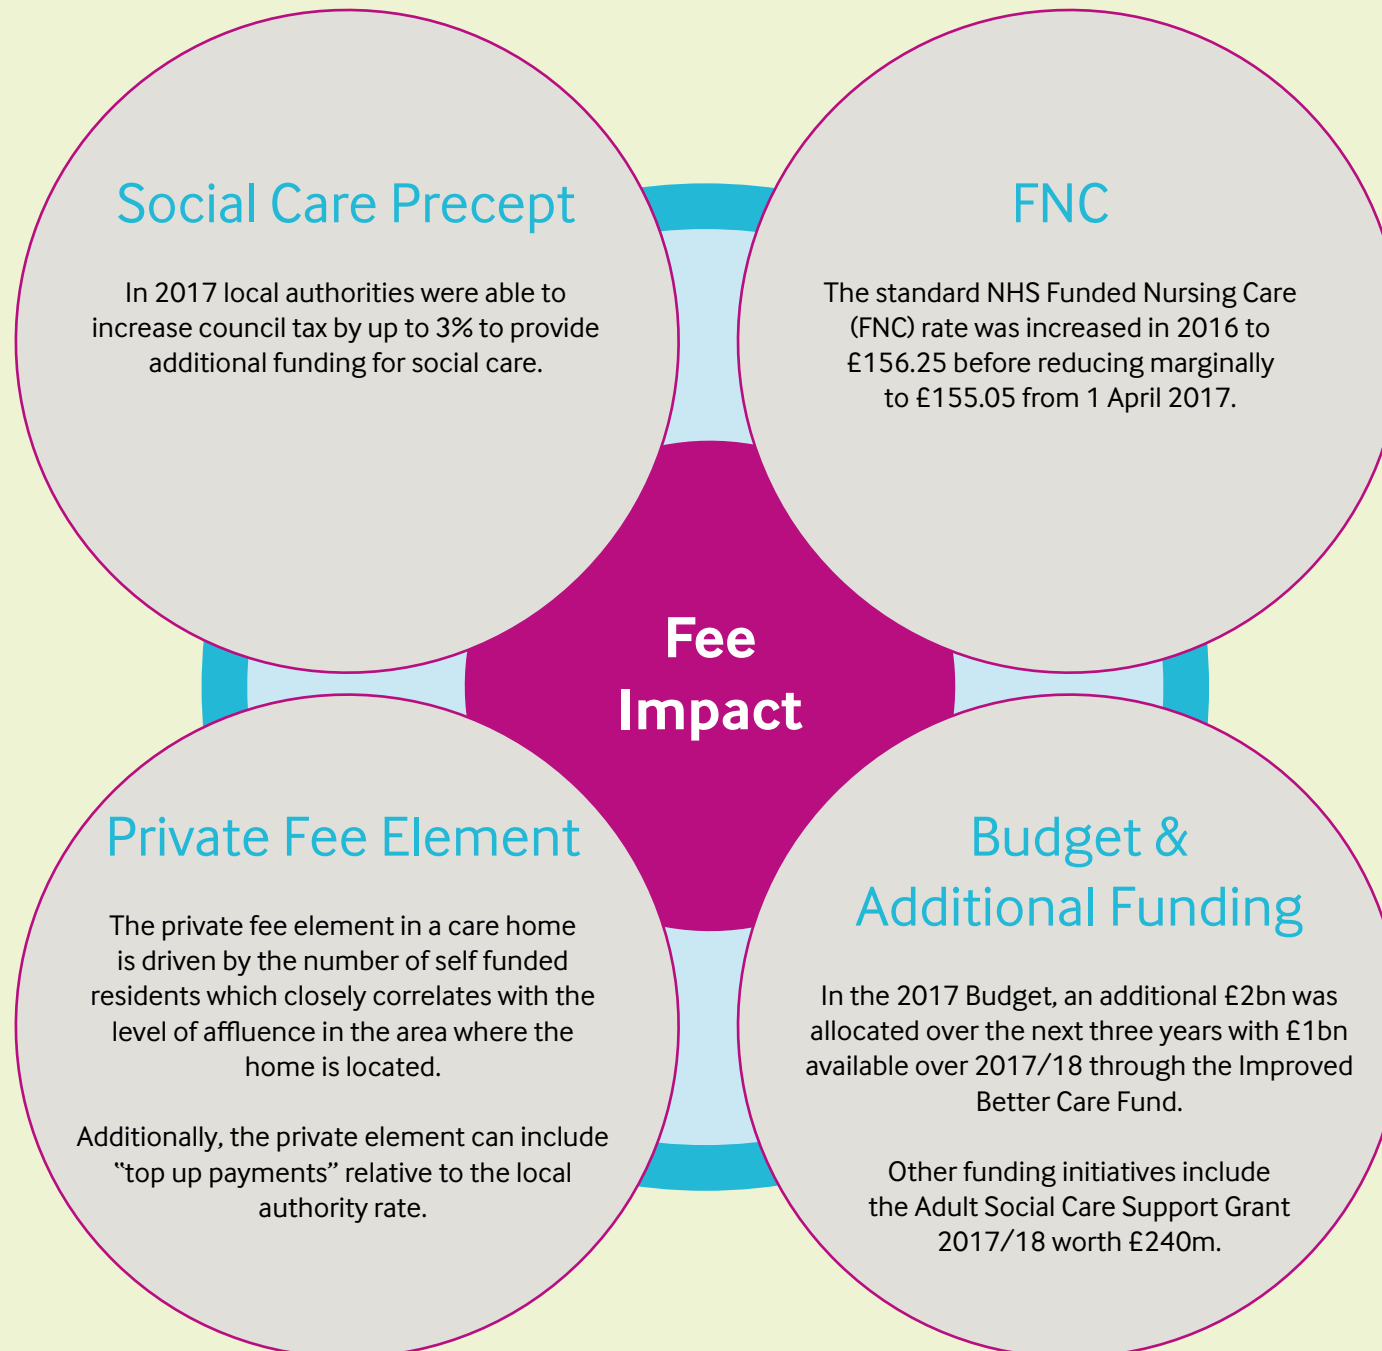 Social Care Precept
In 2017 local authorities were able to
increase council tax by up to 3% to provide
additional funding for social care.
FNC
The standard NHS Funded Nursing Care
(FNC) rate was increased in 2016 to
£156.25 before reducing marginally
to £155.05 from 1 April 2017.
Fee
Impact
Private Fee Element
The private fee element in a care home
is driven by the number of self funded
residents which closely correlates with the
level of affluence in the area where the
home is located.
Additionally, the private element can include
“top up payments” relative to the local
authority rate.
Budget &
Additional Funding
In the 2017 Budget, an additional £2bn was
allocated over the next three years with £1bn
available over 2017/18 through the Improved
Better Care Fund.
Other funding initiatives include
the Adult Social Care Support Grant
2017/18 worth £240m.